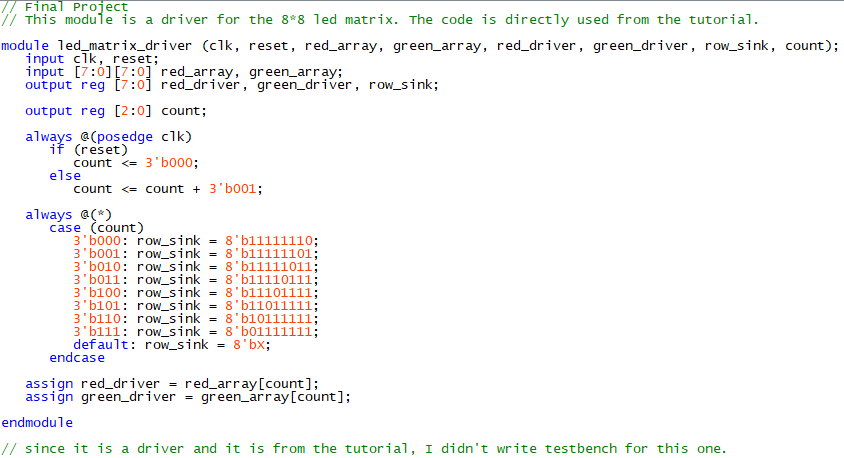 // Final Project
// This module is a driver for the 8*8 led matrix. The code is directly used from the tutorial.
module led_matrix_driver (clk, reset, red_array, green_array, red_driver, green_driver, row_sink, count);
input clk, reset;
input [7:0][7:0] red_array, green_array;
output reg [7:0] red_driver, green_driver, row_sink;
output reg [2:0] count;
always @(posedge clk)
if (reset)
count <= 3'b000;
else
count <= count + 3'b001;
always @(*)
case (count)
3'b000: row_sink = 8'b11111110;
3'b001: row_sink = 8'b11111101;
3'b010: row_sink = 8'b11111011;
3'b011: row_sink = 8'b11110111;
3'b100: row_sink = 8'b11101111;
3'b101: row_sink = 8'b11011111;
3'b110: row_sink = 8'b10111111;
3'b111: row_sink = 8'b01111111;
default: row_sink = 8'bX;
endcase
assign red_driver = red_array[count];
assign green_driver = green_array[count];
endmodule
// since it is a driver and it is from the tutorial, I didn't write testbench for this one.